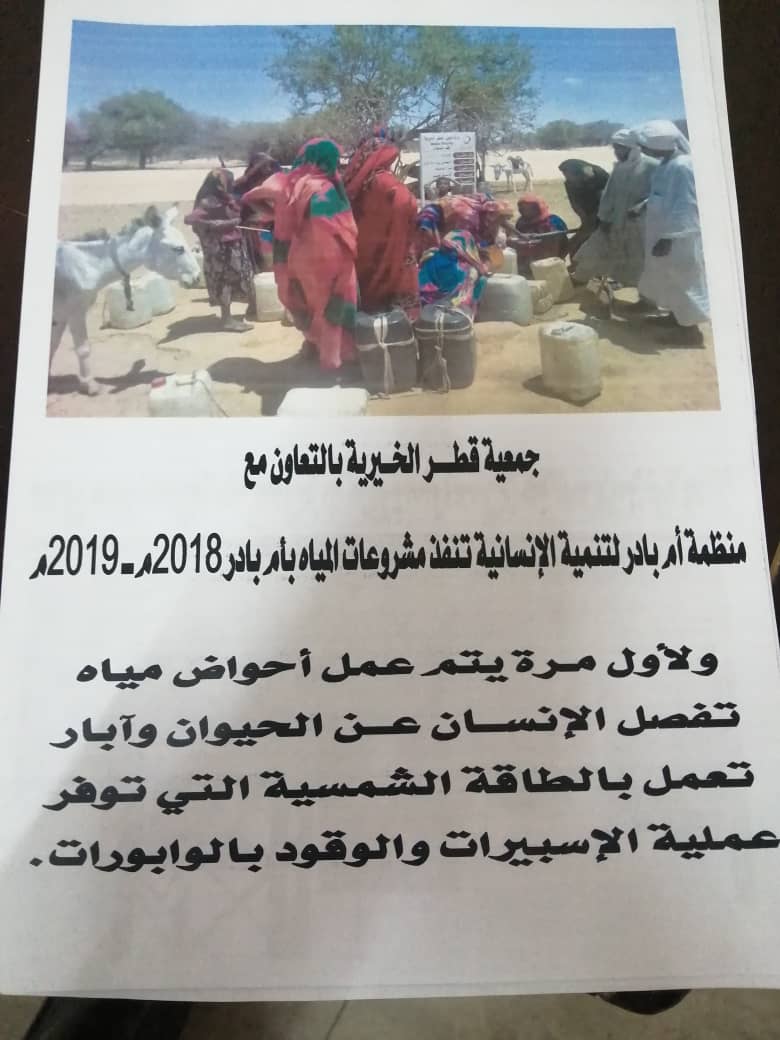 جمعية قطر الخيرية بالتعاون مع
منظمة أم بادر لتنمية الإنسانية تنفذ مشروعات المياه بأم بادر 2018م-2019م
ولأول مرة يتم عمل أحواض مياه
تفصل الإنسان عن الحيوان وآبار
تعمل بالطاقة الشمسية التي توفر
عملية الإسبيرات والوقود بالوابورات.